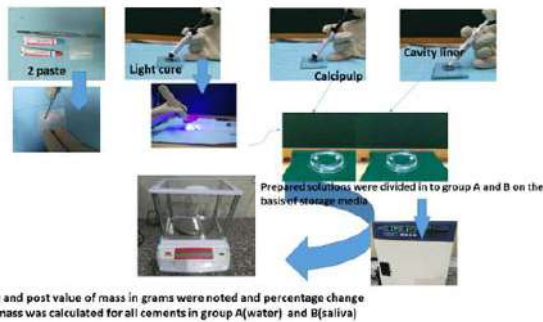 2 paste
Light cure
Calcipulp
Cavity linor
Prepared solutions were divided in to group A and B on the
basis of storage media
and post value of mass in grams were noted and percentage change
mass was calculated for all cements in group A(water) and B(saliva)